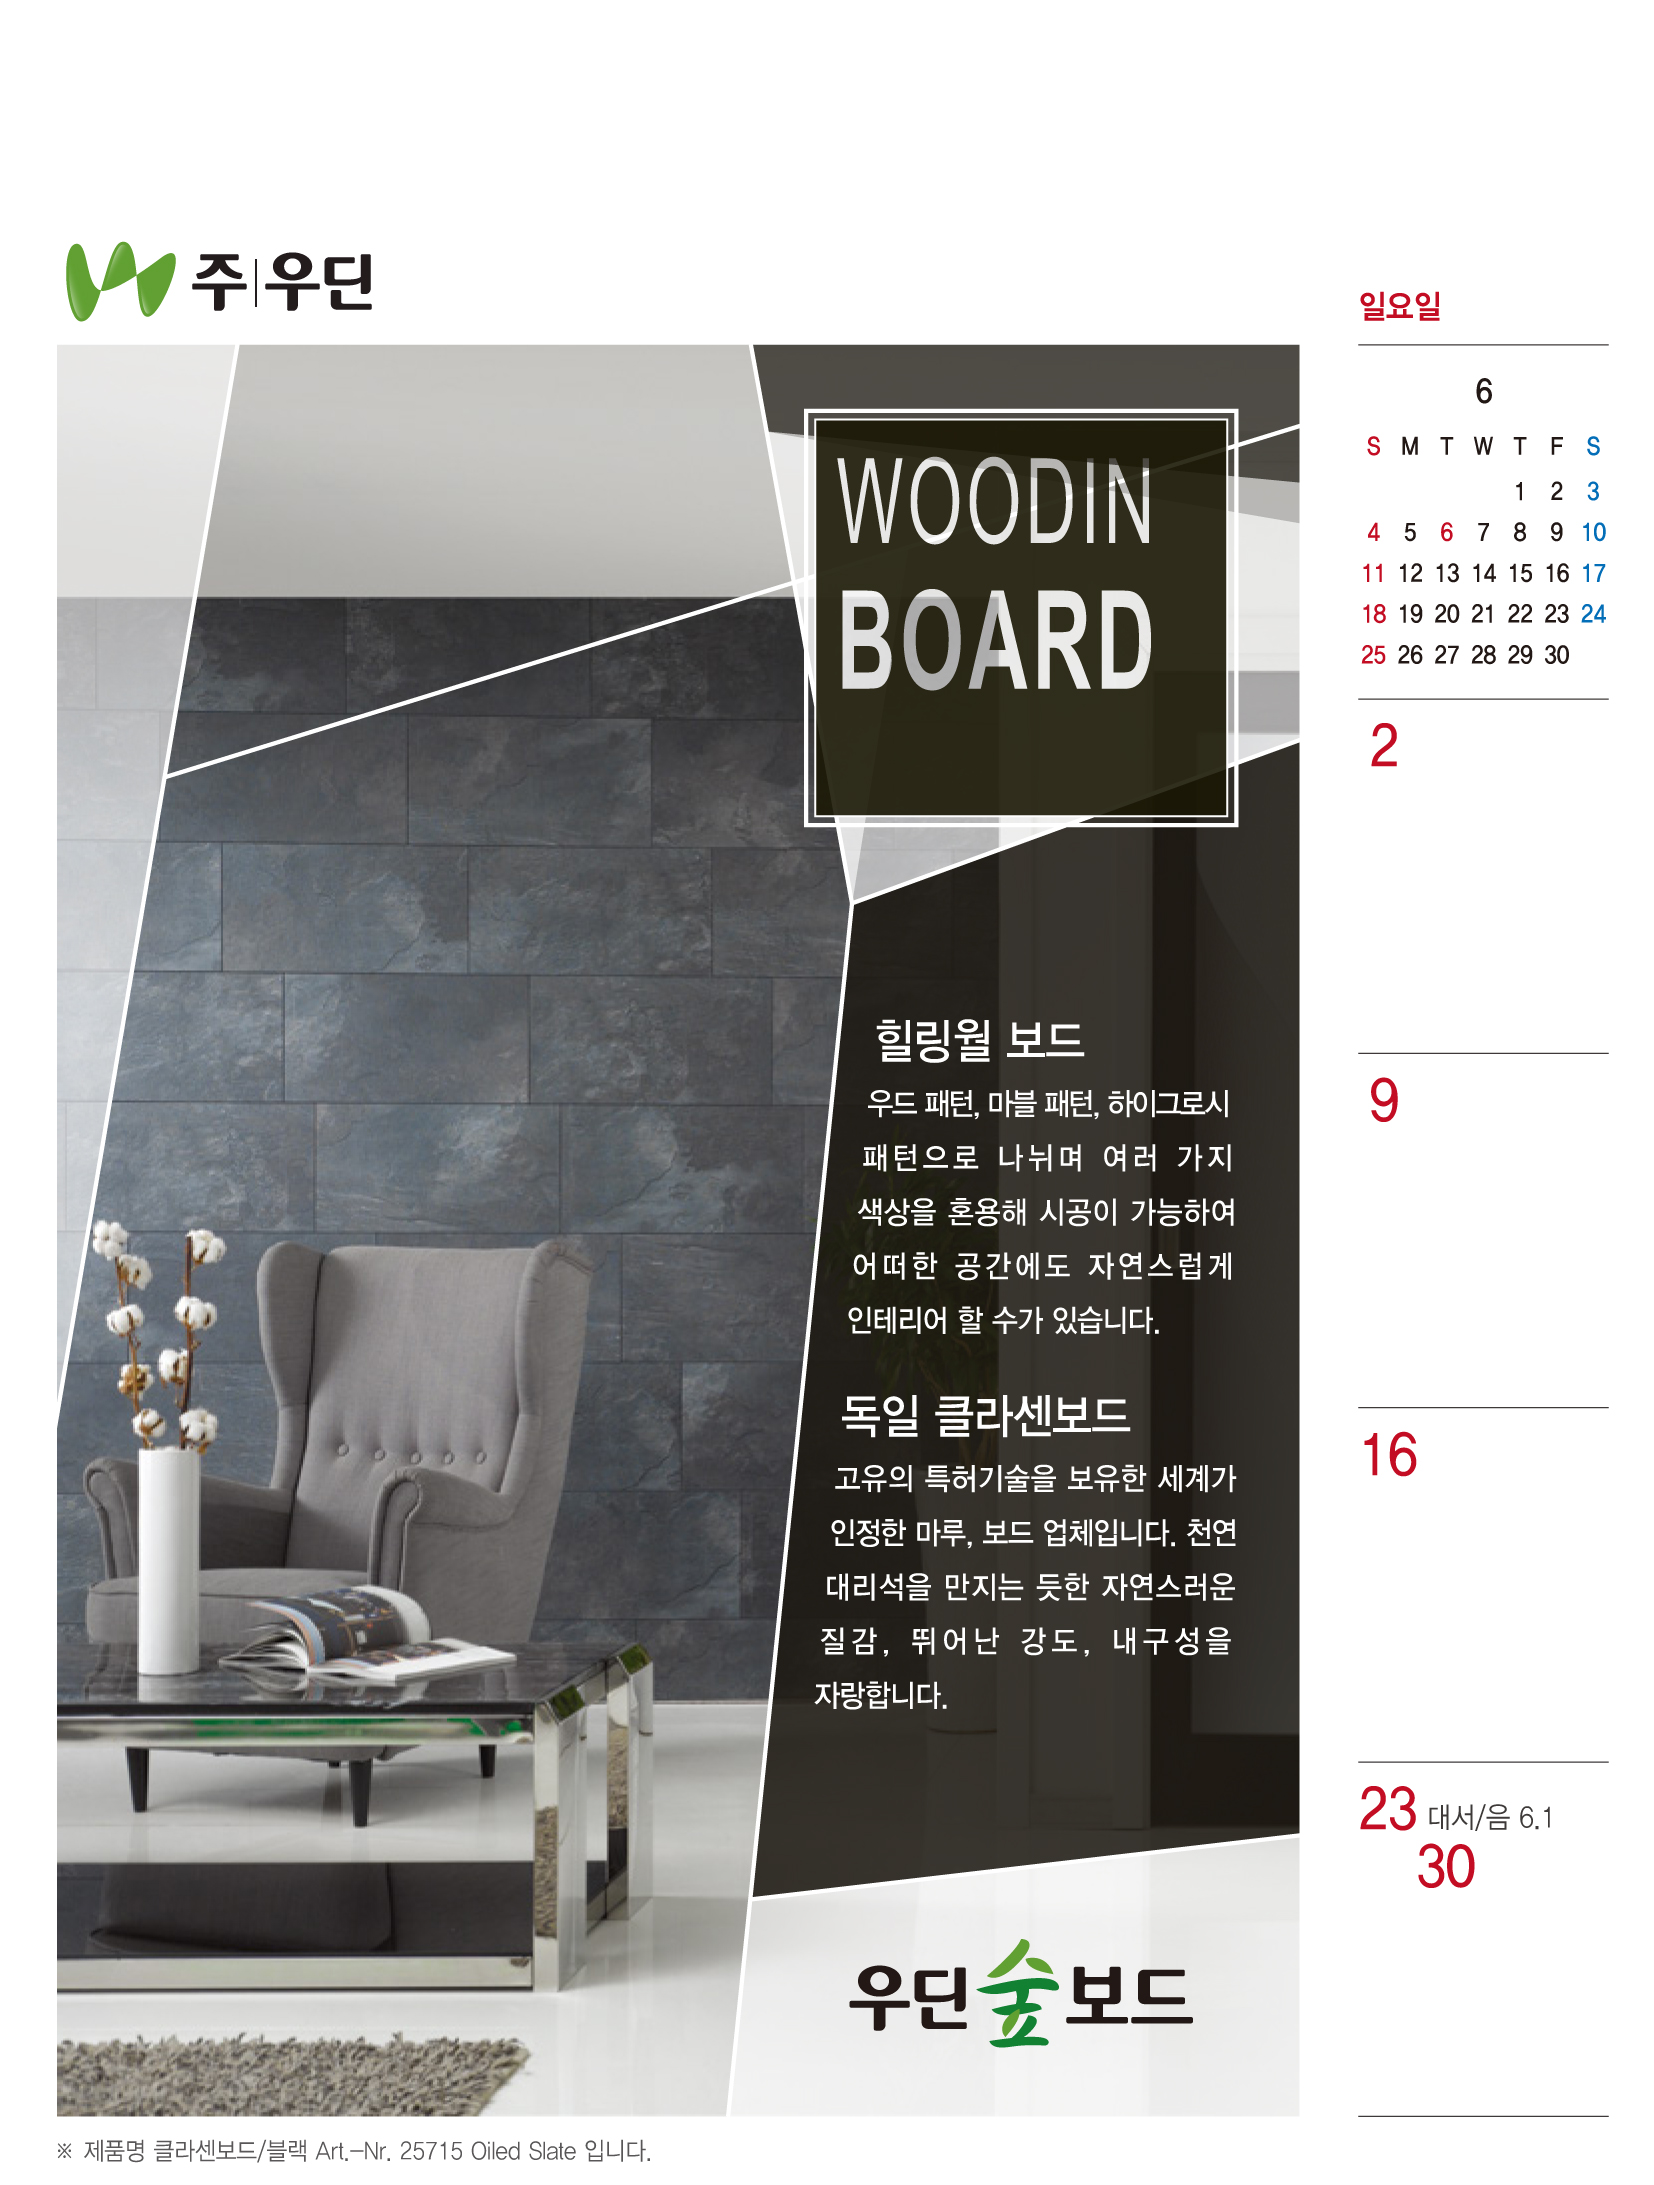 주|우딘
WOODIN
BOARD
힐링월 보드
우드 패턴, 마블 패턴, 하이그로시
패턴으로 나뉘며 여러 가지
색상을 혼용해 시공이 가능하여
어떠한 공간에도 자연스럽게
인테리어 할 수가 있습니다.
독일 클라센보드
고유의 특허기술을 보유한 세계가
인정한 마루, 보드 업체입니다. 천연
대리석을 만지는 듯한 자연스러운
질감, 뛰어난 강도, 내구성을
자랑합니다.
우딘숲보드
※ 제품명 클라센보드/블랙 Art.-Nr. 25715 Oiled Slate 입니다.
일요일
6
S M T W T F S
1 2 3
4 5 6 7 8 9 10
11 12 13 14 15 16 17
18 19 20 21 22 23 24
25 26 27 28 29 30
2
9
16
23 대서/음 6.1
30